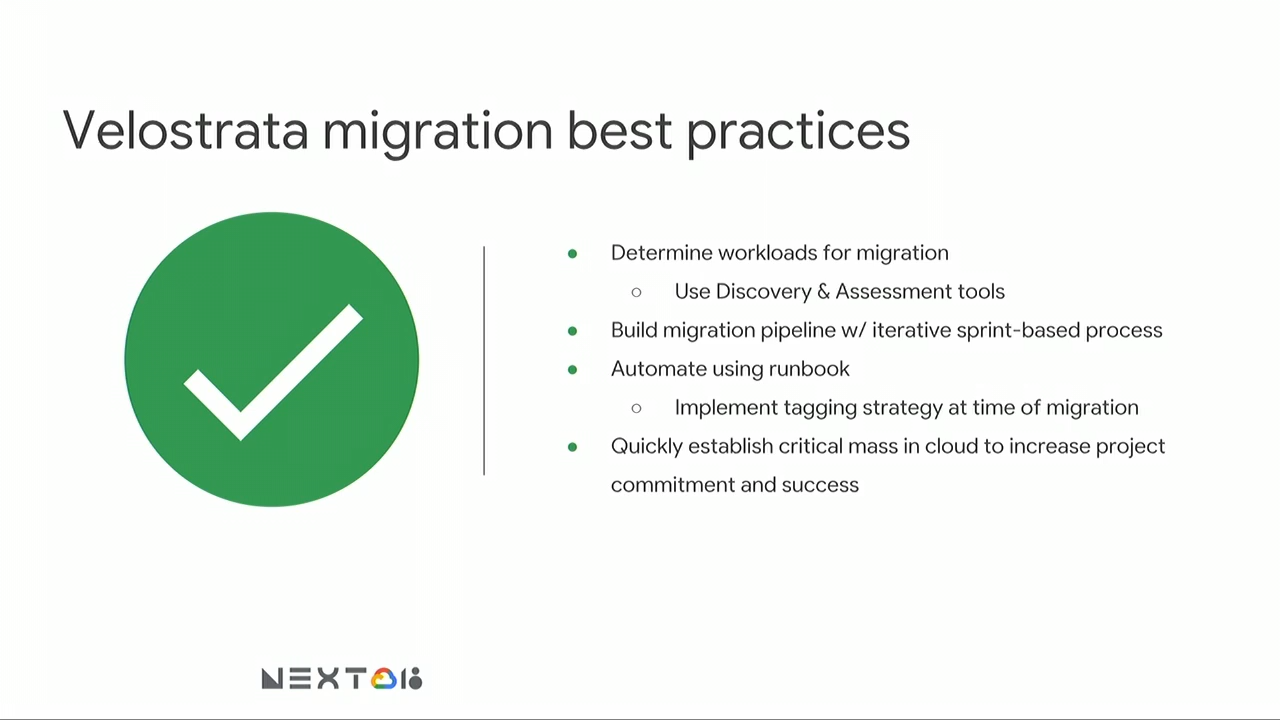 Velostrata migration best practices
Determine workloads for migration
Use Discovery & Assessment tools
Build migration pipeline w/ iterative sprint-based process
Automate using runbook
Implement tagging strategy at time of migration
Quickly establish critical mass in cloud to increase project
commitment and success
NEXT 18